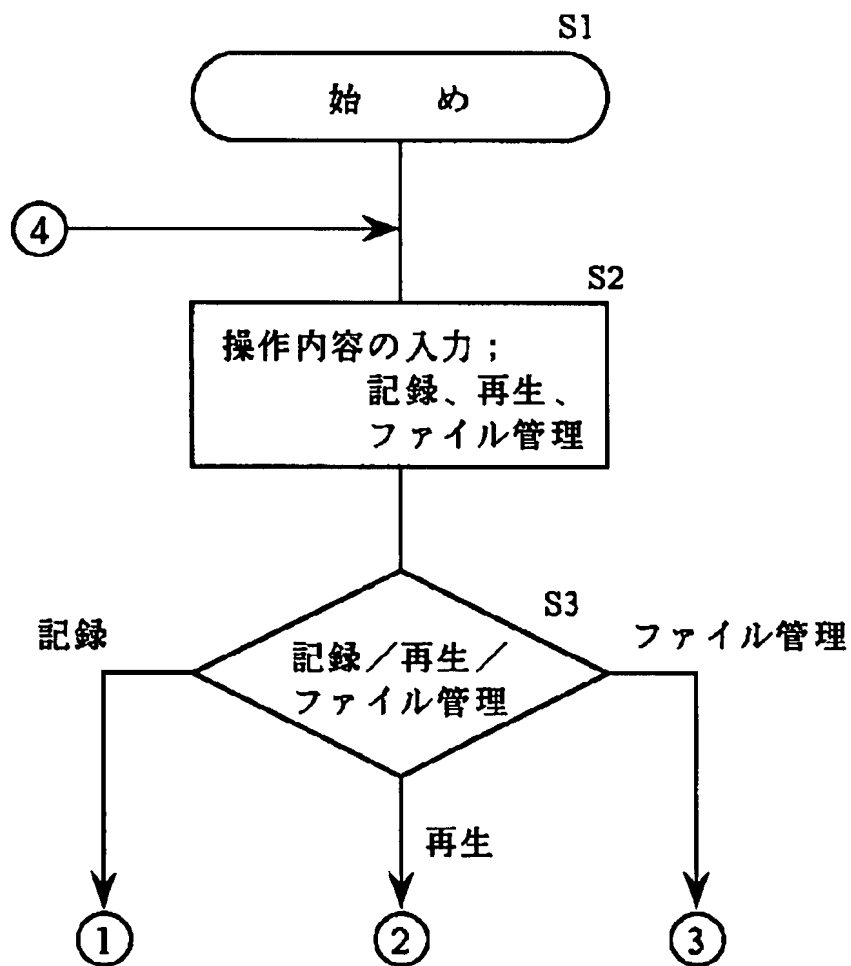 S1
始 め
④
S2
操作内容の入力;
記録、再生、
ファイル管理
S3
記録
ファイル管理
記録/再生/
ファイル管理
再生
①
②
③